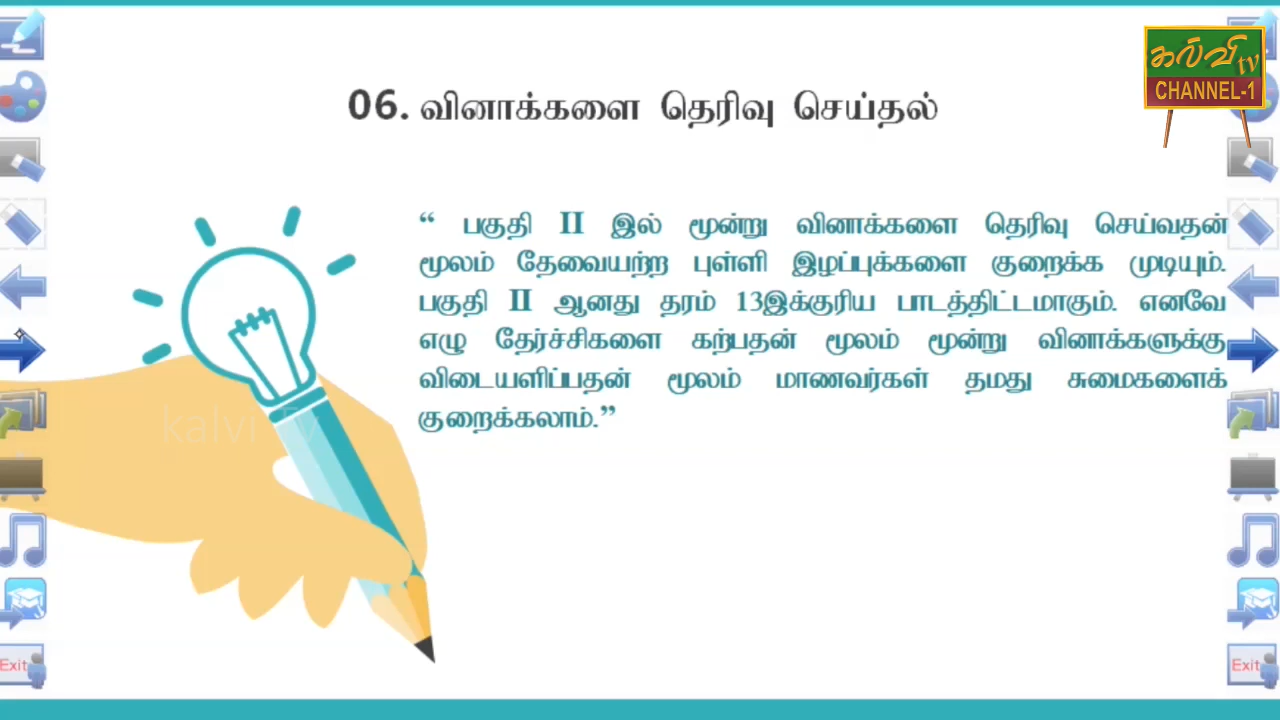 கல்வி tv
CHANNEL-1
06. வினாக்களை தெரிவு செய்தல்
“ பகுதி II இல் மூன்று வினாக்களை தெரிவு செய்வதன்
மூலம் தேவையற்ற புள்ளி இழப்புக்களை குறைக்க முடியும்.
பகுதி II ஆனது தரம் 13இக்குரிய பாடத்திட்டமாகும். எனவே
எழு தேர்ச்சிகளை கற்பதன் மூலம் மூன்று வினாக்களுக்கு
விடையளிப்பதன் மூலம் மாணவர்கள் தமது சுமைகளைக்
குறைக்கலாம்.”
kalvi Tv
Exit
Exit